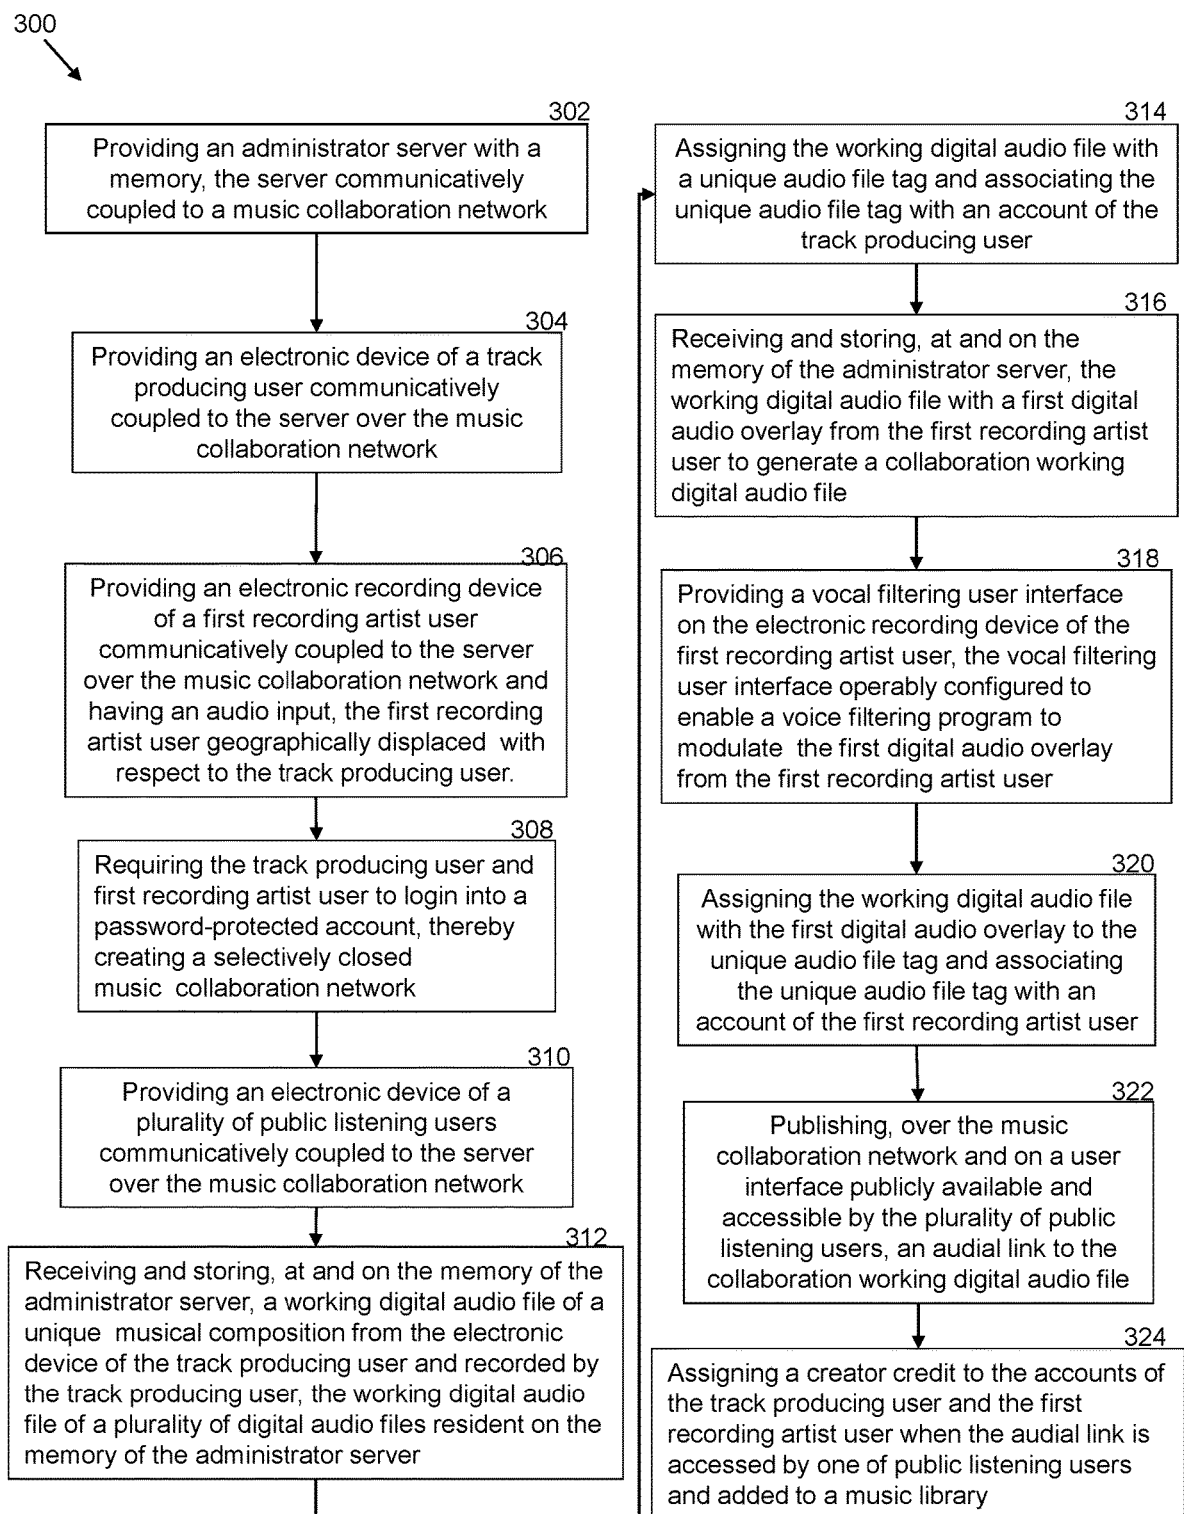 300
302
Providing an administrator server with a
memory, the server communicatively
coupled to a music collaboration network
304
Providing an electronic device of a track
producing user communicatively
coupled to the server over the music
collaboration network
306
Providing an electronic recording device
of a first recording artist user
communicatively coupled to the server
over the music collaboration network and
having an audio input, the first recording
artist user geographically displaced with
respect to the track producing user.
308
Requiring the track producing user and
first recording artist user to login into a
password-protected account, thereby
creating a selectively closed
music collaboration network
310
Providing an electronic device of a
plurality of public listening users
communicatively coupled to the server
over the music collaboration network
312
Receiving and storing, at and on the memory of the
administrator server, a working digital audio file of a
unique musical composition from the electronic
device of the track producing user and recorded by
the track producing user, the working digital audio
file of a plurality of digital audio files resident on the
memory of the administrator server
314
Assigning the working digital audio file with
a unique audio file tag and associating the
unique audio file tag with an account of the
track producing user
316
Receiving and storing, at and on the
memory of the administrator server, the
working digital audio file with a first digital
audio overlay from the first recording artist
user to generate a collaboration working
digital audio file
318
Providing a vocal filtering user interface
on the electronic recording device of the
first recording artist user, the vocal filtering
user interface operably configured to
enable a voice filtering program to
modulate the first digital audio overlay
from the first recording artist user
320
Assigning the working digital audio file
with the first digital audio overlay to the
unique audio file tag and associating
the unique audio file tag with an
account of the first recording artist user
322
Publishing, over the music
collaboration network and on a user
interface publicly available and
accessible by the plurality of public
listening users, an audial link to the
collaboration working digital audio file
324
Assigning a creator credit to the accounts of
the track producing user and the first
recording artist user when the audial link is
accessed by one of public listening users
and added to a music library